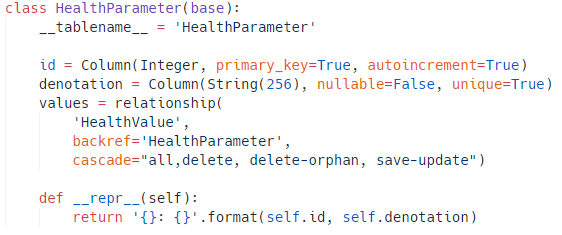 class HealthParameter(base):
    __tablename__ = 'HealthParameter'

    id = Column(Integer, primary_key=True, autoincrement=True)
    denotation = Column(String(256), nullable=False, unique=True)
    values = relationship(
        'HealthValue',
        backref='HealthParameter',
        cascade="all,delete, delete-orphan, save-update")

    def __repr__(self):
        return '{}: {}'.format(self.id, self.denotation)